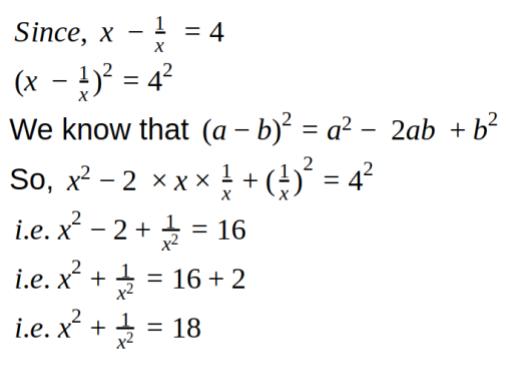 Since, x − 1/x = 4
(x − 1/x)² = 4²
We know that (a − b)² = a² − 2ab + b²
So, x² − 2 × x × 1/x + (1/x)² = 4²
i.e. x² − 2 + 1/x² = 16
i.e. x² + 1/x² = 16 + 2
i.e. x² + 1/x² = 18